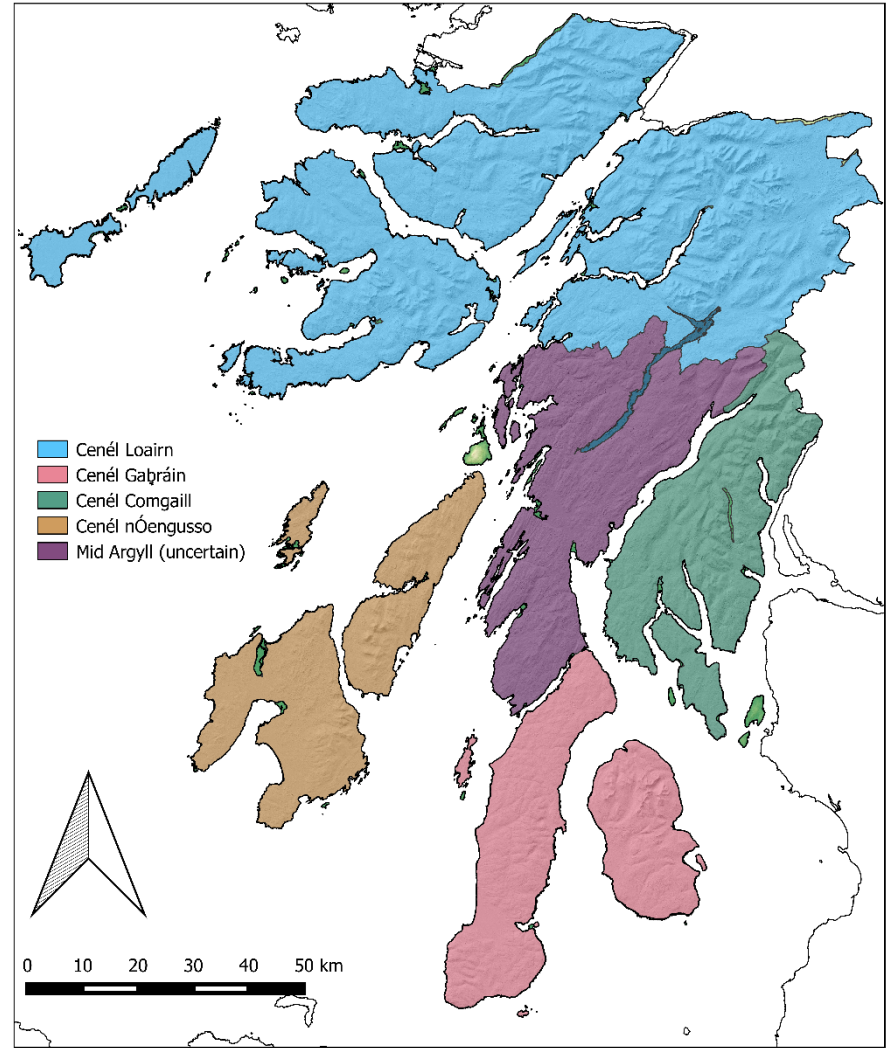 Cenél Loairn
Cenél Gabráin
Cenél Comgaill
Cenél nÓengusso
Mid Argyll (uncertain)
0 10 20 30 40 50 km